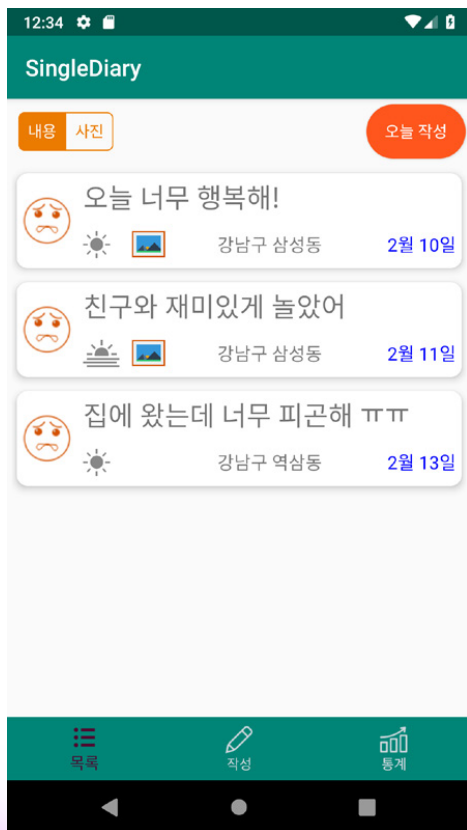 12:34
SingleDiary
내용 사진 오늘 작성
오늘 너무 행복해!
강남구 삼성동 2월 10일
친구와 재미있게 놀았어
강남구 삼성동 2월 11일
집에 왔는데 너무 피곤해 ㅠㅠ
강남구 역삼동 2월 13일
목록 작성 통계